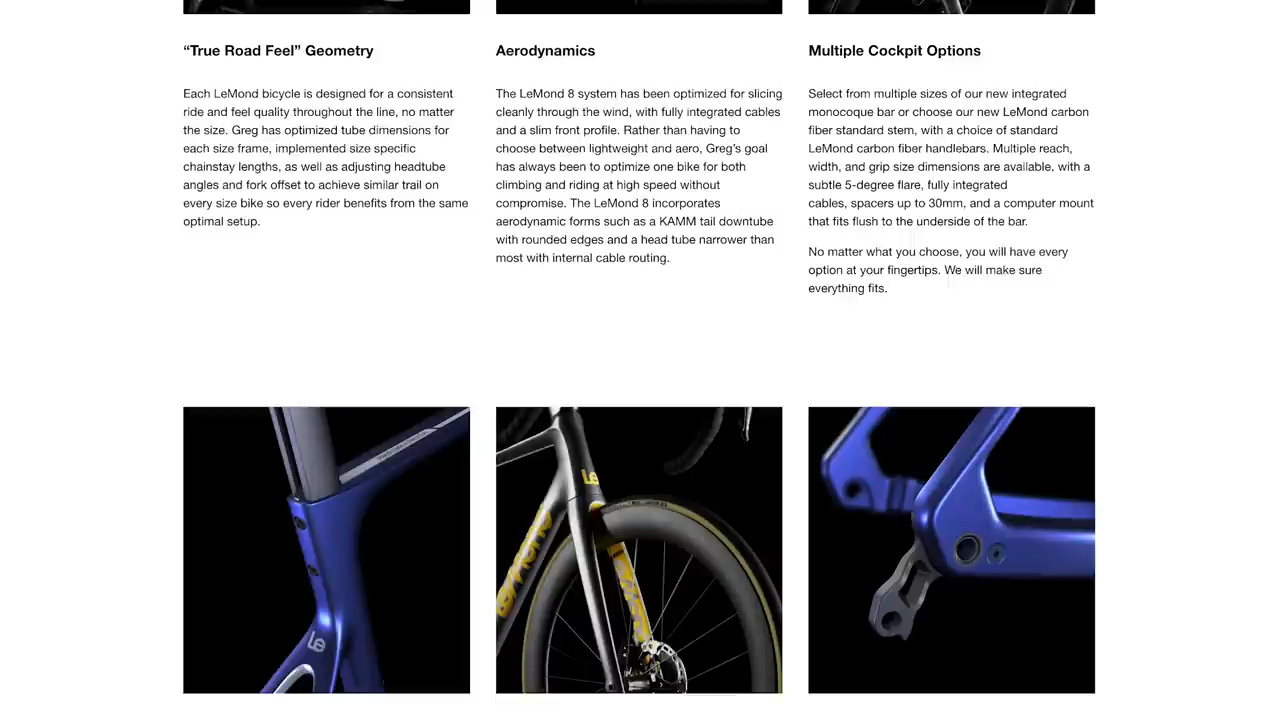 “True Road Feel” Geometry
Each LeMond bicycle is designed for a consistent
ride and feel quality throughout the line, no matter
the size. Greg has optimized tube dimensions for
each size frame, implemented size specific
chainstay lengths, as well as adjusting headtube
angles and fork offset to achieve similar trail on
every size bike so every rider benefits from the same
optimal setup.
Aerodynamics
The LeMond 8 system has been optimized for slicing
cleanly through the wind, with fully integrated cables
and a slim front profile. Rather than having to
choose between lightweight and aero, Greg’s goal
has always been to optimize one bike for both
climbing and riding at high speed without
compromise. The LeMond 8 incorporates
aerodynamic forms such as a KAMM tail downtube
with rounded edges and a head tube narrower than
most with internal cable routing.
Multiple Cockpit Options
Select from multiple sizes of our new integrated
monocoque bar or choose our new LeMond carbon
fiber standard stem, with a choice of standard
LeMond carbon fiber handlebars. Multiple reach,
width, and grip size dimensions are available, with a
subtle 5-degree flare, fully integrated
cables, spacers up to 30mm, and a computer mount
that fits flush to the underside of the bar.
No matter what you choose, you will have every
option at your fingertips. We will make sure
everything fits.
Le
Le
LeMond